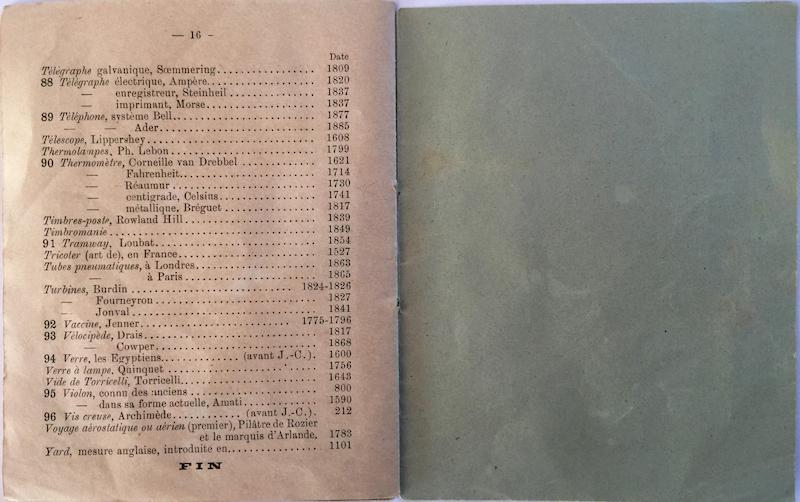 — 16 –
Date
Télégraphe galvanique, Sœmmering................ 1809
88 Télégraphe électrique, Ampère................ 1820
— enregistreur, Steinheil .............. 1837
— imprimant, Morse................ 1837
89 Téléphone, système Bell..................... 1877
— — Ader....................... 1885
Télescope, Lippershey......................... 1608
Thermolampes, Ph. Lebon..................... 1799
90 Thermomètre, Corneille van Drebbel ............ 1621
— Fahrenheit...................... 1714
— Réaumur ....................... 1730
— centigrade, Celsius................ 1741
— métallique, Bréguet ............... 1817
Timbres-poste, Rowland Hill..................... 1839
Timbromanie ................................. 1849
91 Tramway, Loubat........................... 1854
Tricoter (art de), en France...................... 1527
Tubes pneumatiques, à Londres................... 1863
— à Paris ..................... 1865
Turbines, Burdin .......................... 1824-1826
— Fourneyron .......................... 1827
— Jonval .............................. 1841
92 Vaccine, Jenner....................... 1775-1796
93 Vélocipède, Drais........................... 1817
— Cowper......................... 1868
94 Verre, les Egyptiens............ (avant J.-C.). 1600
Verre à lampe, Quinquet ........................ 1756
Vide de Torricelli, Torricelli..................... 1643
95 Violon, connu des anciens .................... 800
— dans sa forme actuelle, Amati............. 1590
96 Vis creuse, Archimède........... (avant J.-C.). 212
Voyage aérostatique ou aérien (premier), Pilâtre de Rozier
et le marquis d'Arlande. 1783
Yard, mesure anglaise, introduite en............... 1101
FIN